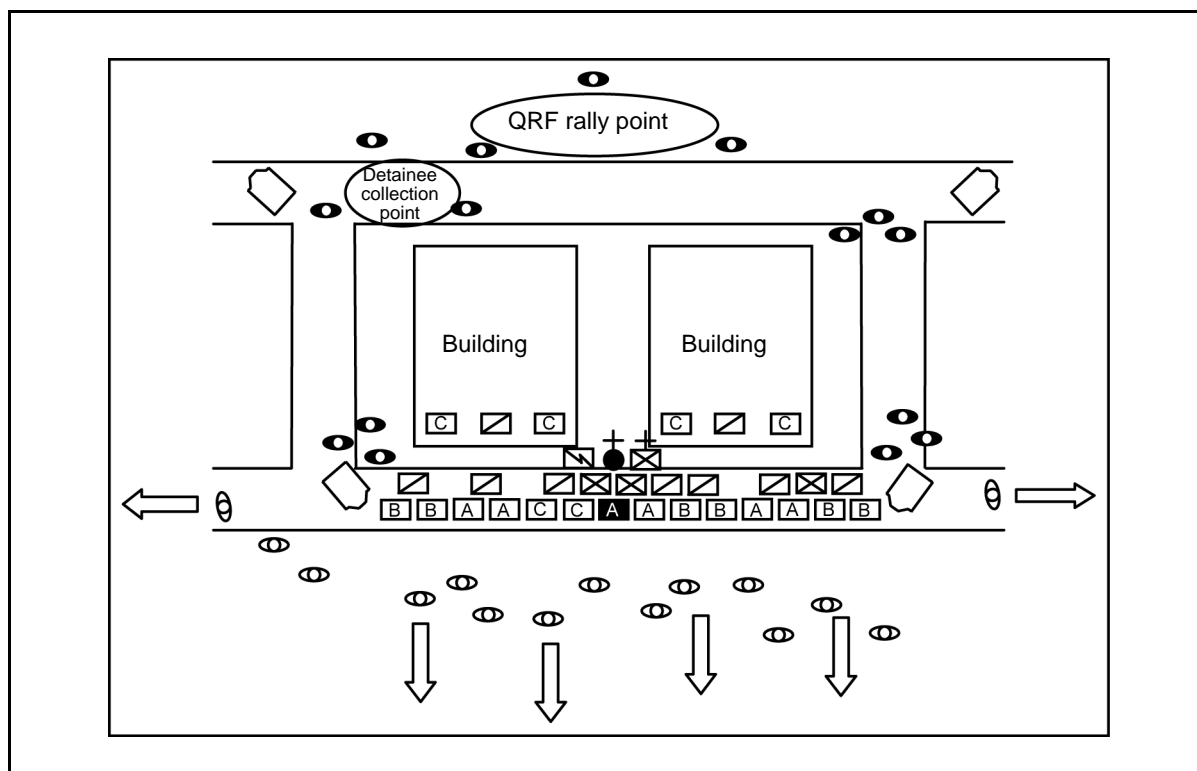 QRF rally point
Detainee
collection
point
Building Building
C C C C
B B A A C C A A B B A A B B